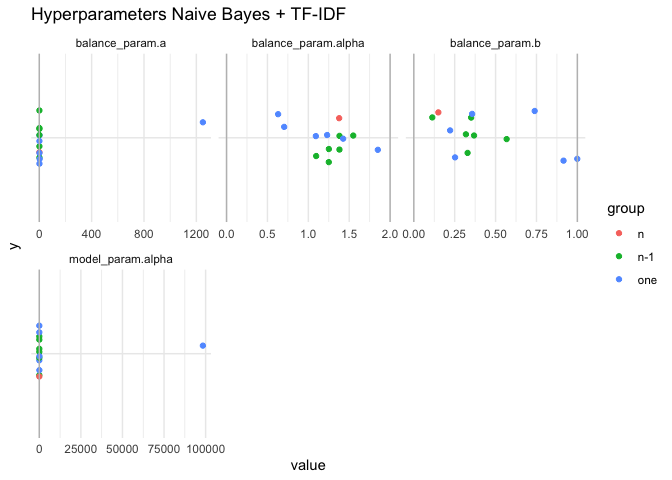 Hyperparameters Naive Bayes + TF-IDF
balance_param.a
balance_param.alpha
balance_param.b
0 400 800 1200
0.0 0.5 1.0 1.5 2.0
0.00 0.25 0.50 0.75 1.00
y
model_param.alpha
0 25000 50000 75000 100000
value
group
n
n-1
one